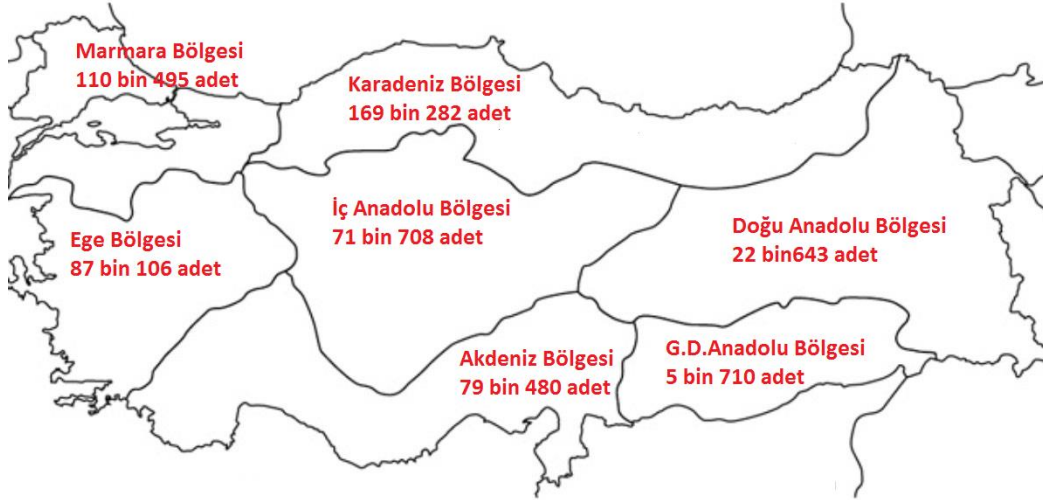 Marmara Bölgesi
110 bin 495 adet
Karadeniz Bölgesi
169 bin 282 adet
İç Anadolu Bölgesi
71 bin 708 adet
Doğu Anadolu Bölgesi
22 bin643 adet
Ege Bölgesi
87 bin 106 adet
Akdeniz Bölgesi
79 bin 480 adet
G.D.Anadolu Bölgesi
5 bin 710 adet